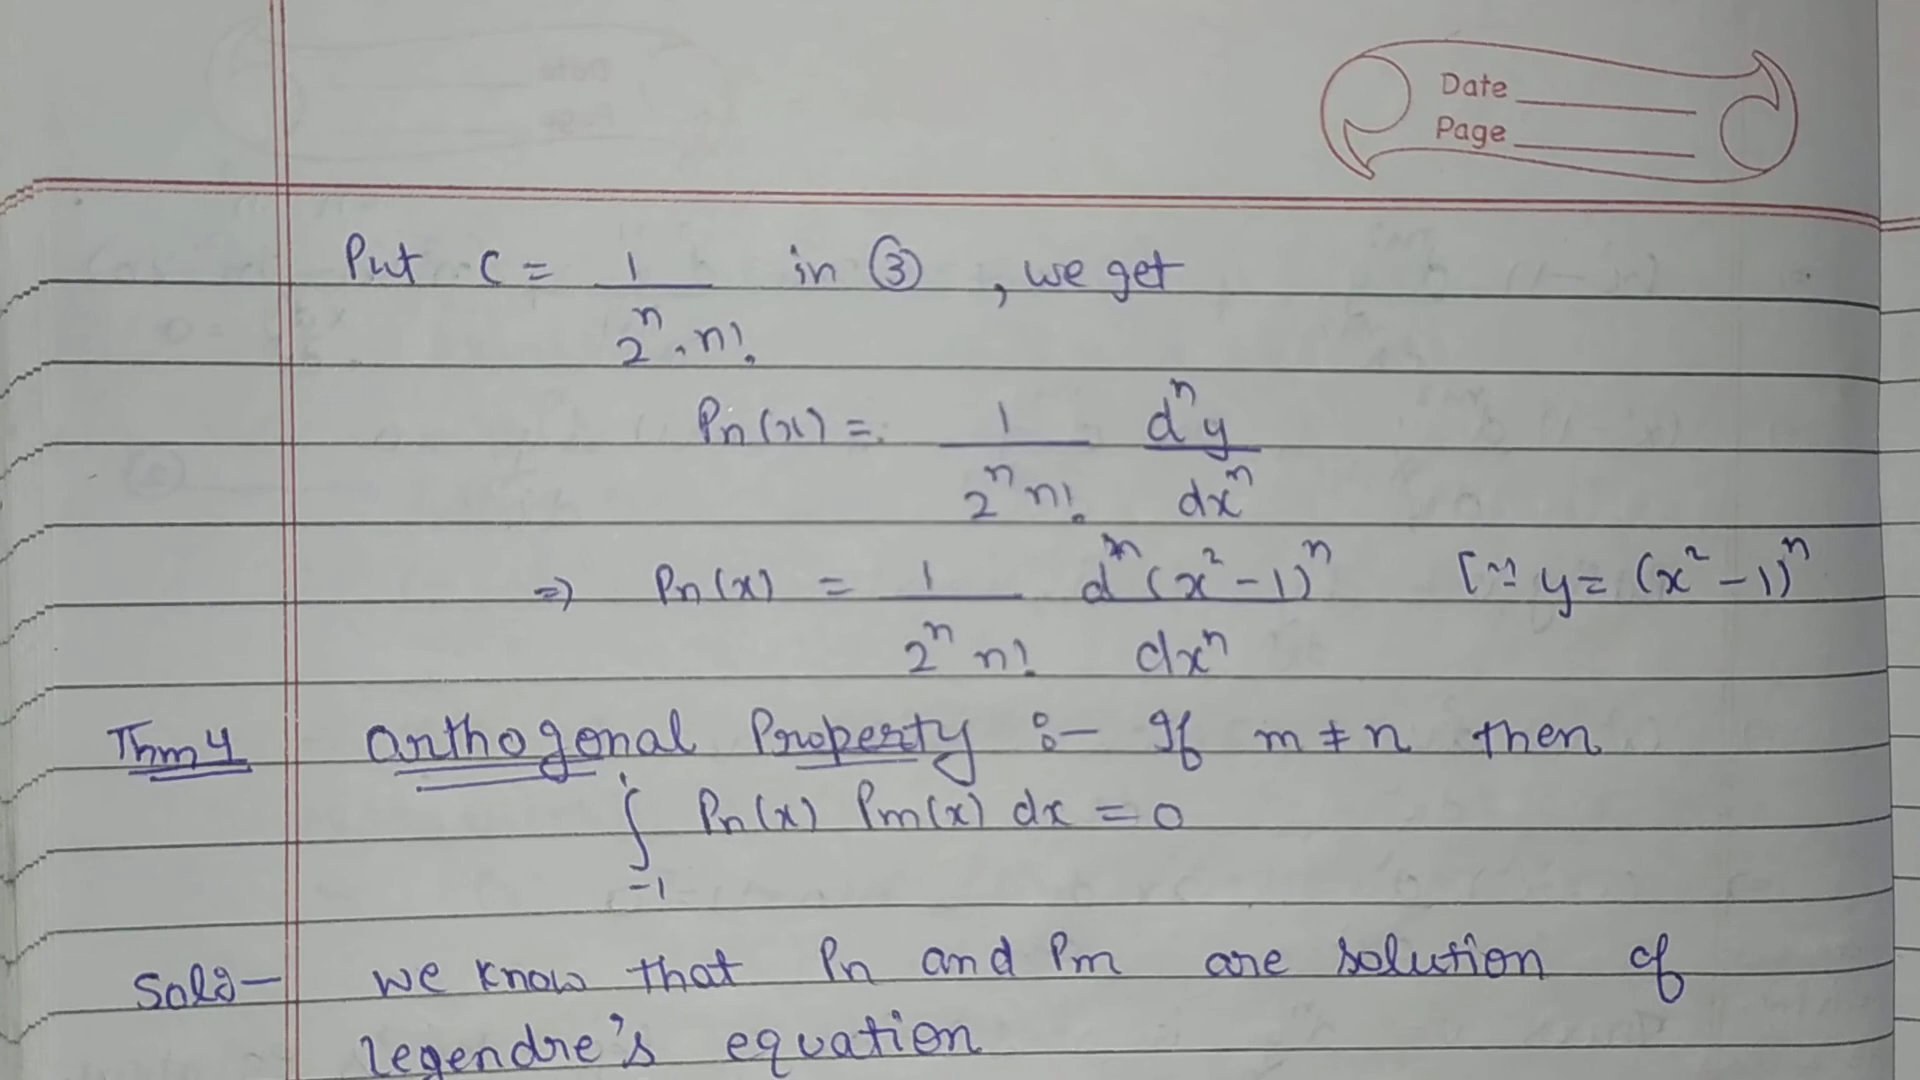 Date
Page
Put C = 1/(2^n . n!) in ③ , we get
Pn(x) = 1/(2^n n!) d^n y/dx^n
=> Pn(x) = 1/(2^n n!) d^n (x^2 - 1)^n/dx^n [∵ y = (x^2 - 1)^n
Thm 4 Orthogonal Property :- If m ≠ n then
∫_{-1}^{1} Pn(x) Pm(x) dx = 0
Sol:- we know that Pn and Pm are solution of
legendre's equation